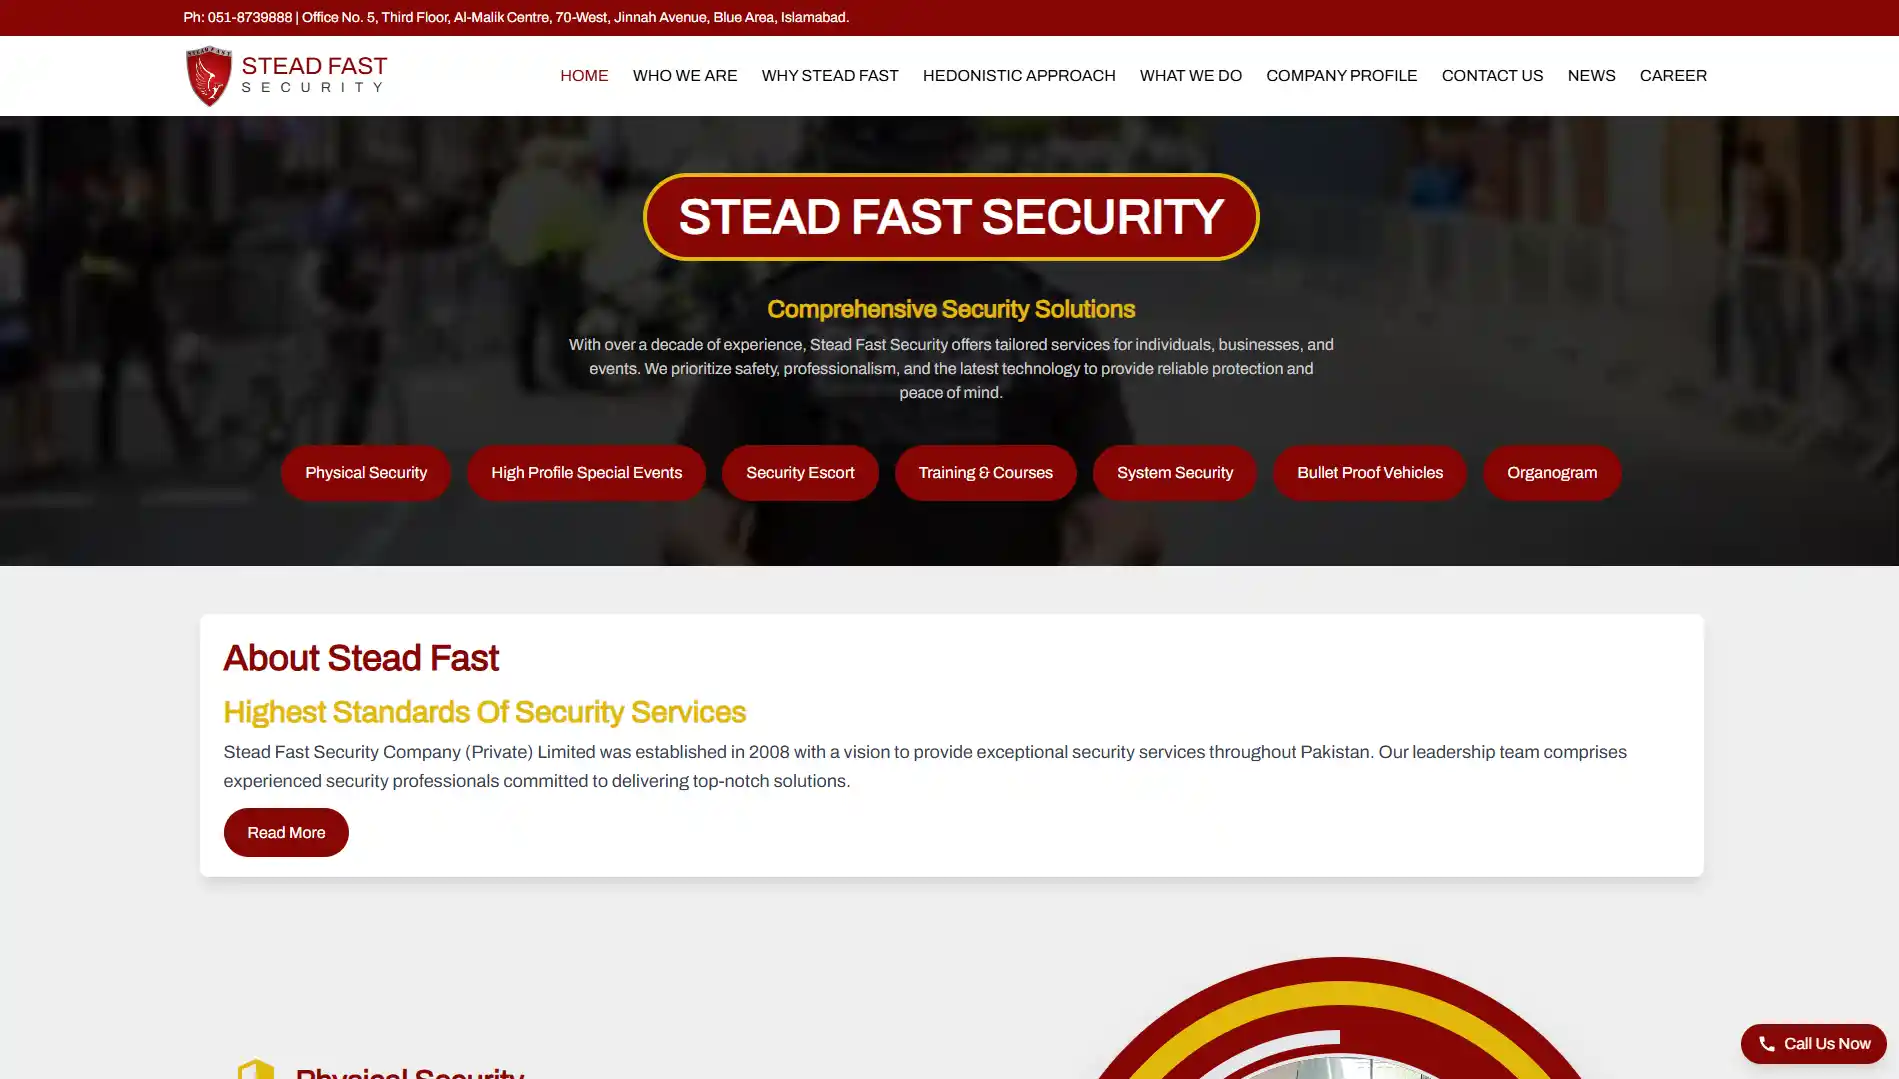 Ph: 051-8739888 | Office No. 5, Third Floor, Al-Malik Centre, 70-West, Jinnah Avenue, Blue Area, Islamabad.
STEAD FAST
STEAD FAST
SECURITY
HOME WHO WE ARE WHY STEAD FAST HEDONISTIC APPROACH WHAT WE DO COMPANY PROFILE CONTACT US NEWS CAREER
STEAD FAST SECURITY
Comprehensive Security Solutions
With over a decade of experience, Stead Fast Security offers tailored services for individuals, businesses, and
events. We prioritize safety, professionalism, and the latest technology to provide reliable protection and
peace of mind.
Physical Security High Profile Special Events Security Escort Training & Courses System Security Bullet Proof Vehicles Organogram
About Stead Fast
Highest Standards Of Security Services
Stead Fast Security Company (Private) Limited was established in 2008 with a vision to provide exceptional security services throughout Pakistan. Our leadership team comprises
experienced security professionals committed to delivering top-notch solutions.
Read More
Call Us Now
Physical Security